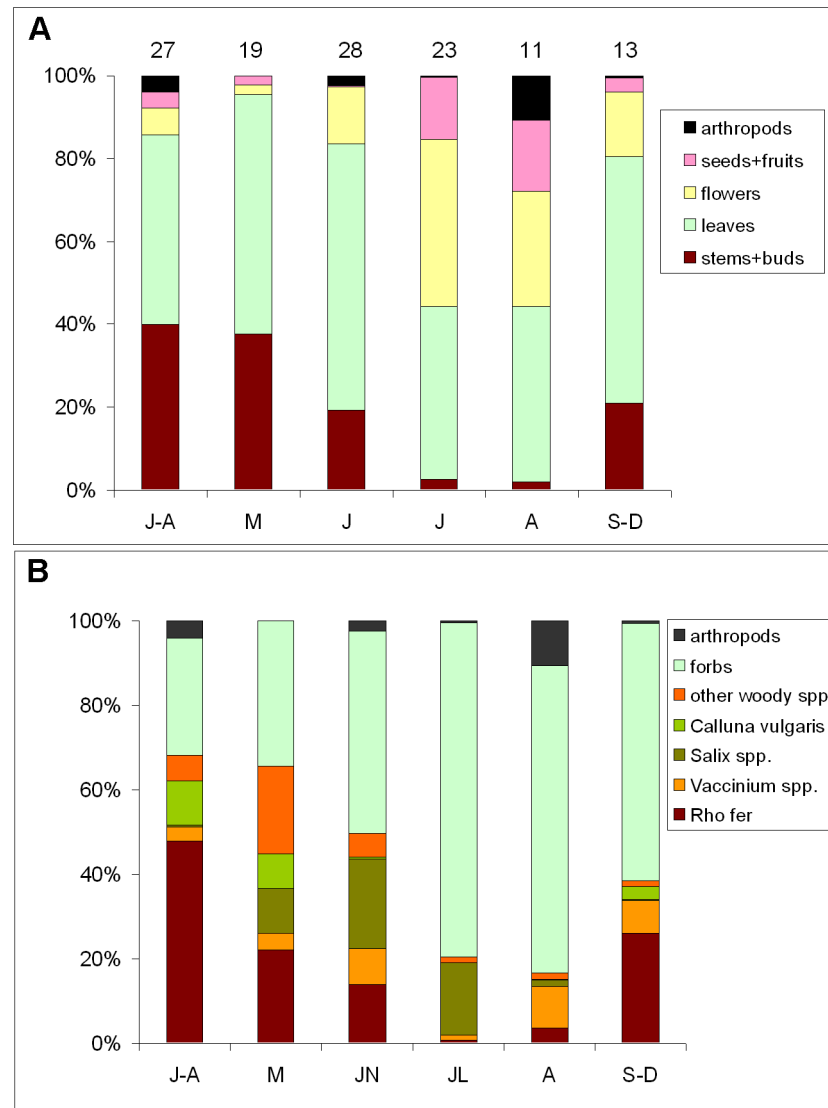 A
27 19 28 23 11 13
100%
80%
60%
40%
20%
0%
J-A M J J A S-D
arthropods
seeds+fruits
flowers
leaves
stems+buds
B
100%
80%
60%
40%
20%
0%
J-A M JN JL A S-D
arthropods
forbs
other woody spp
Calluna vulgaris
Salix spp.
Vaccinium spp.
Rho fer